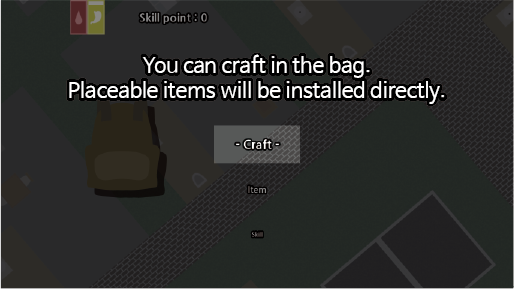 Skill point : 0
You can craft in the bag.
Placeable items will be installed directly.
- Craft -
Item
Skill